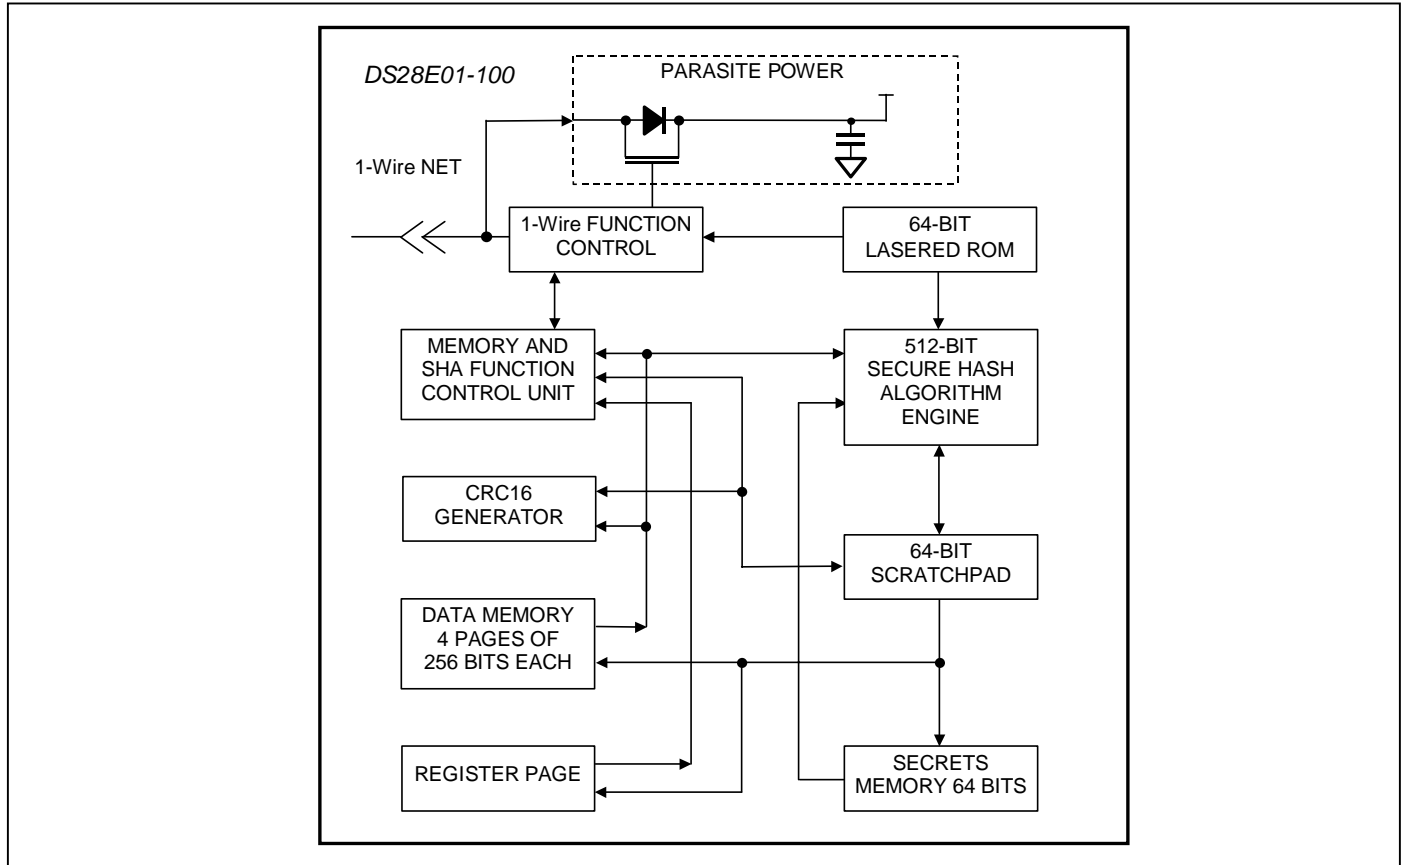 DS28E01-100
PARASITE POWER
1-Wire NET
1-Wire FUNCTION
CONTROL
64-BIT
LASERED ROM
MEMORY AND
SHA FUNCTION
CONTROL UNIT
512-BIT
SECURE HASH
ALGORITHM
ENGINE
CRC16
GENERATOR
64-BIT
SCRATCHPAD
DATA MEMORY
4 PAGES OF
256 BITS EACH
REGISTER PAGE
SECRETS
MEMORY 64 BITS